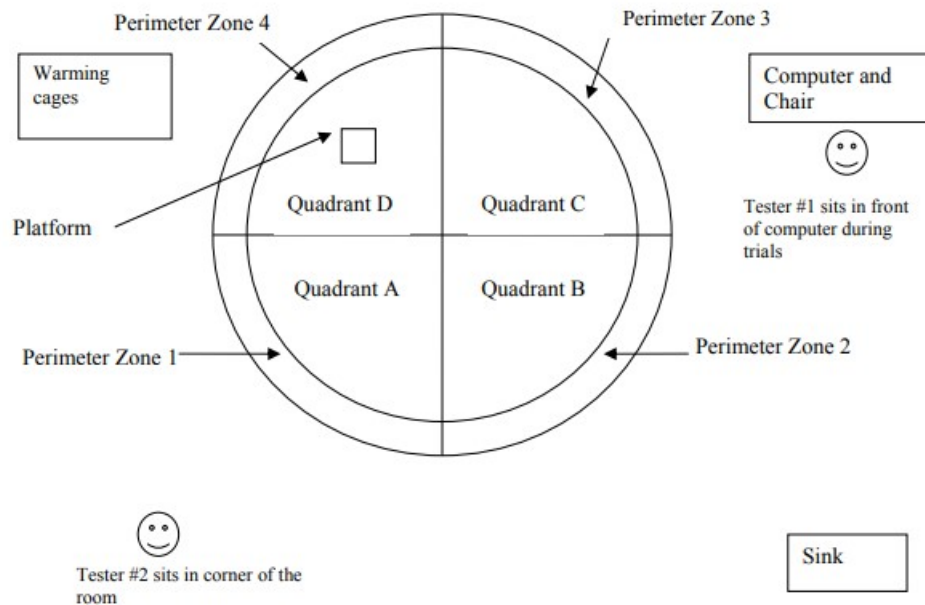 Perimeter Zone 4
Perimeter Zone 3
Warming
cages
Computer and
Chair
Platform
Quadrant D
Quadrant C
Tester #1 sits in front
of computer during
trials
Quadrant A
Quadrant B
Perimeter Zone 1
Perimeter Zone 2
Tester #2 sits in corner of the
room
Sink